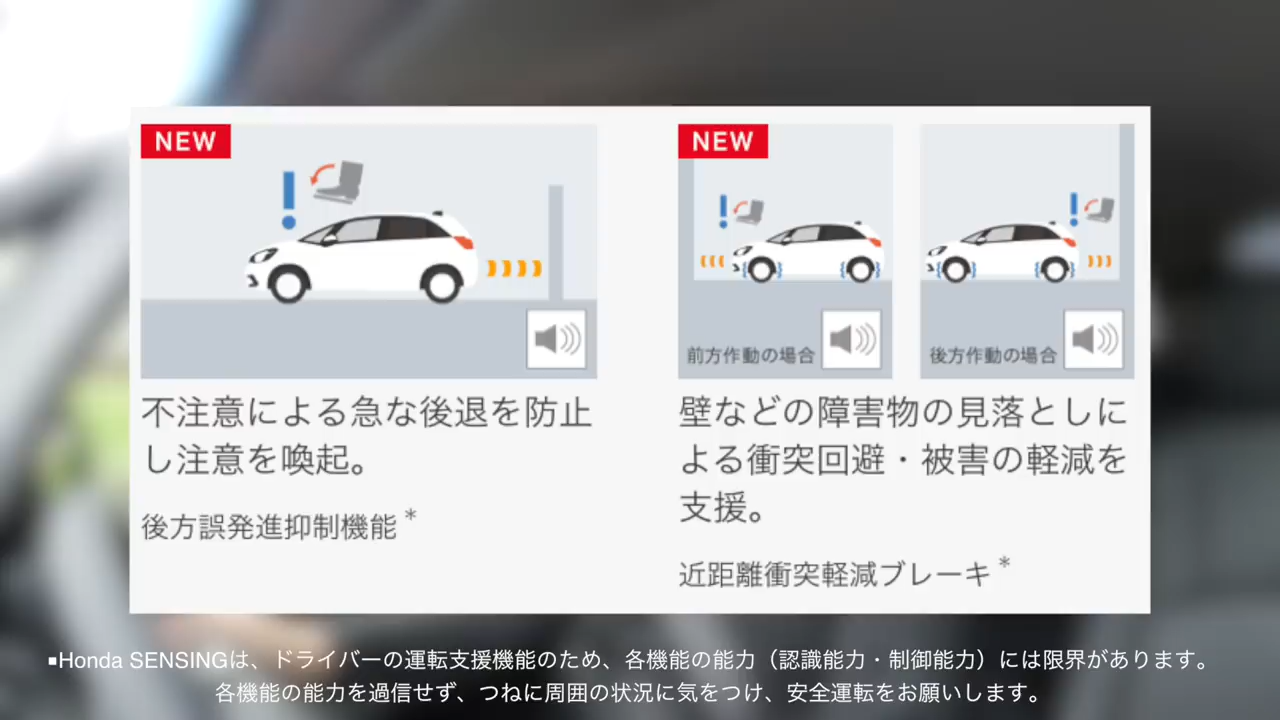 NEW
不注意による急な後退を防止
し注意を喚起。
後方誤発進抑制機能*
NEW
前方作動の場合
後方作動の場合
壁などの障害物の見落としに
よる衝突回避・被害の軽減を
支援。
近距離衝突軽減ブレーキ*
▪Honda SENSINGは、ドライバーの運転支援機能のため、各機能の能力（認識能力・制御能力）には限界があります。
各機能の能力を過信せず、つねに周囲の状況に気をつけ、安全運転をお願いします。